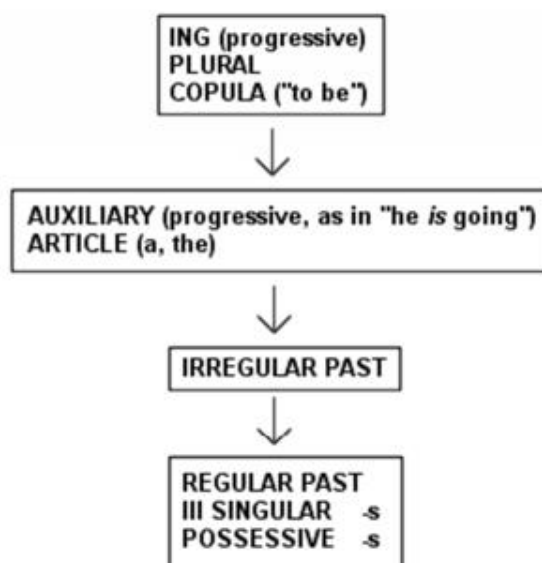 ING (progressive)
PLURAL
COPULA ("to be")
AUXILIARY (progressive, as in "he is going")
ARTICLE (a, the)
IRREGULAR PAST
REGULAR PAST
III SINGULAR -s
POSSESSIVE -s